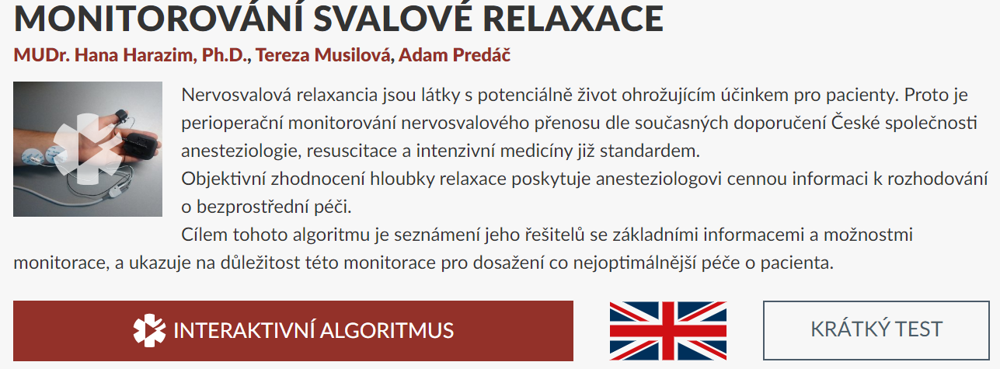 MONITOROVÁNÍ SVALOVÉ RELAXACE
MUDr. Hana Harazim, Ph.D., Tereza Musilová, Adam Predáč
Nervosvalová relaxancia jsou látky s potenciálně život ohrožujícím účinkem pro pacienty. Proto je
perioperační monitorování nervosvalového přenosu dle současných doporučení České společnosti
anesteziologie, resuscitace a intenzivní medicíny již standardem.
Objektivní zhodnocení hloubky relaxace poskytuje anesteziologovi cennou informaci k rozhodování
o bezprostřední péči.
Cílem tohoto algoritmu je seznámení jeho řešitelů se základními informacemi a možnostmi
monitorace, a ukazuje na důležitost této monitorace pro dosažení co nejoptimálnější péče o pacienta.
INTERAKTIVNÍ ALGORITMUS
KRÁTKÝ TEST